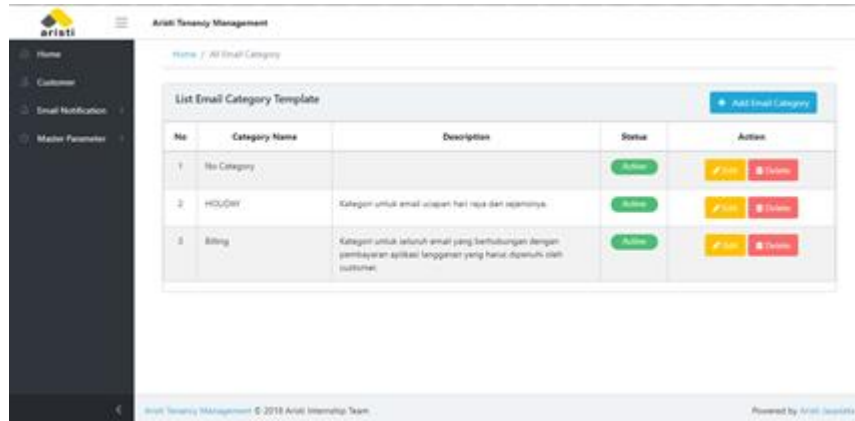 aristi
Aristi Tenancy Management
Home / All Email Category
Home
Customer
Email Notification
Master Parameter
List Email Category Template
Add Email Category
No Category Name Description Status Action
1 No Category Active Edit Delete
2 HOLIDAY Kategori untuk email ucapan hari raya dan sejenisnya. Active Edit Delete
3 Billing Kategori untuk seluruh email yang berhubungan dengan Active Edit Delete
pembayaran aplikasi langganan yang harus dipenuhi oleh
customer.
Aristi Tenancy Management © 2018 Aristi Internship Team
Powered by Aristi